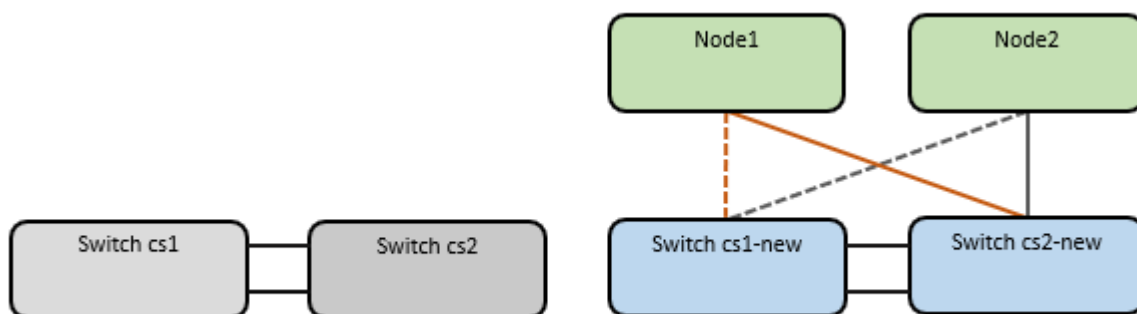 Node1
Node2
Switch cs1
Switch cs2
Switch cs1-new
Switch cs2-new